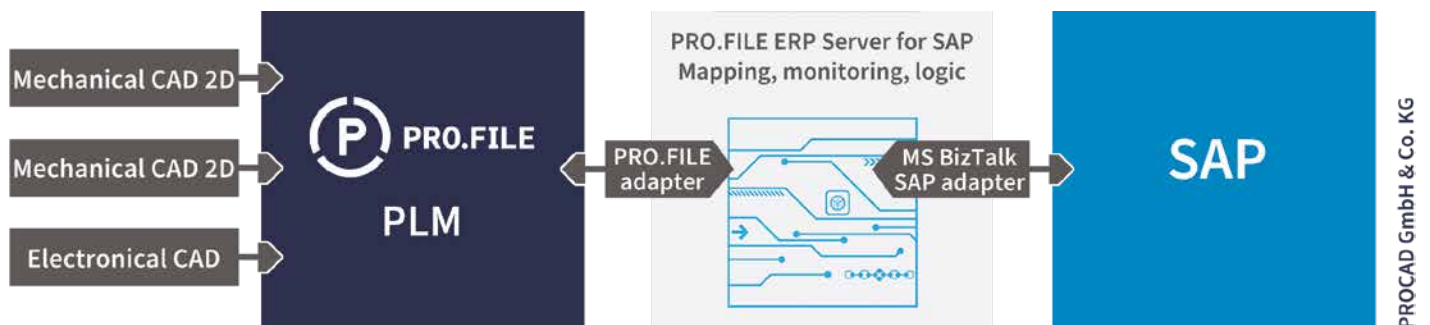 Mechanical CAD 2D
Mechanical CAD 2D
Electronical CAD
P PRO.FILE
PLM
PRO.FILE
adapter
PRO.FILE ERP Server for SAP
Mapping, monitoring, logic
MS BizTalk
SAP adapter
SAP
PROCAD GmbH & Co. KG